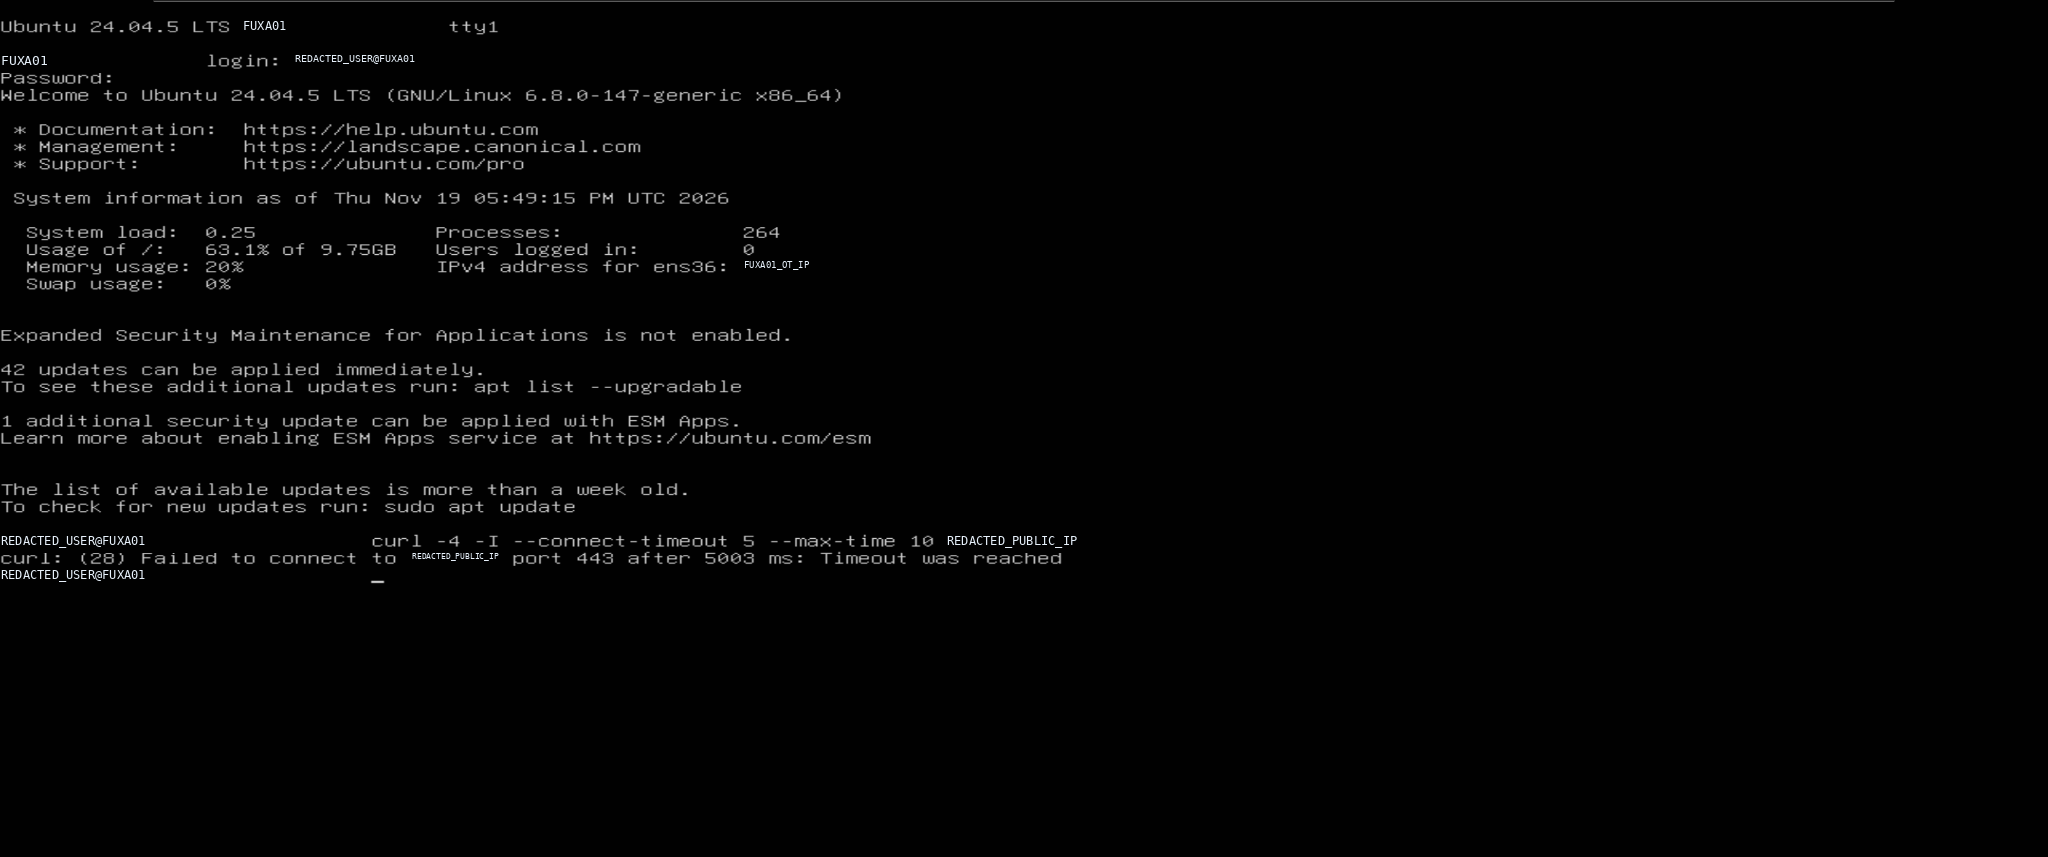 Ubuntu 24.04.5 LTS FUXA01 tty1
FUXA01 login: REDACTED_USER@FUXA01
Password:
Welcome to Ubuntu 24.04.5 LTS (GNU/Linux 6.8.0-147-generic x86_64)
* Documentation: https://help.ubuntu.com
* Management: https://landscape.canonical.com
* Support: https://ubuntu.com/pro
System information as of Thu Nov 19 05:49:15 PM UTC 2026
System load: 0.25 Processes: 264
Usage of /: 63.1% of 9.75GB Users logged in: 0
Memory usage: 20% IPv4 address for ens36: FUXA01_OT_IP
Swap usage: 0%
Expanded Security Maintenance for Applications is not enabled.
42 updates can be applied immediately.
To see these additional updates run: apt list --upgradable
1 additional security update can be applied with ESM Apps.
Learn more about enabling ESM Apps service at https://ubuntu.com/esm
The list of available updates is more than a week old.
To check for new updates run: sudo apt update
REDACTED_USER@FUXA01 curl -4 -I --connect-timeout 5 --max-time 10 REDACTED_PUBLIC_IP
curl: (28) Failed to connect to REDACTED_PUBLIC_IP port 443 after 5003 ms: Timeout was reached
REDACTED_USER@FUXA01 _